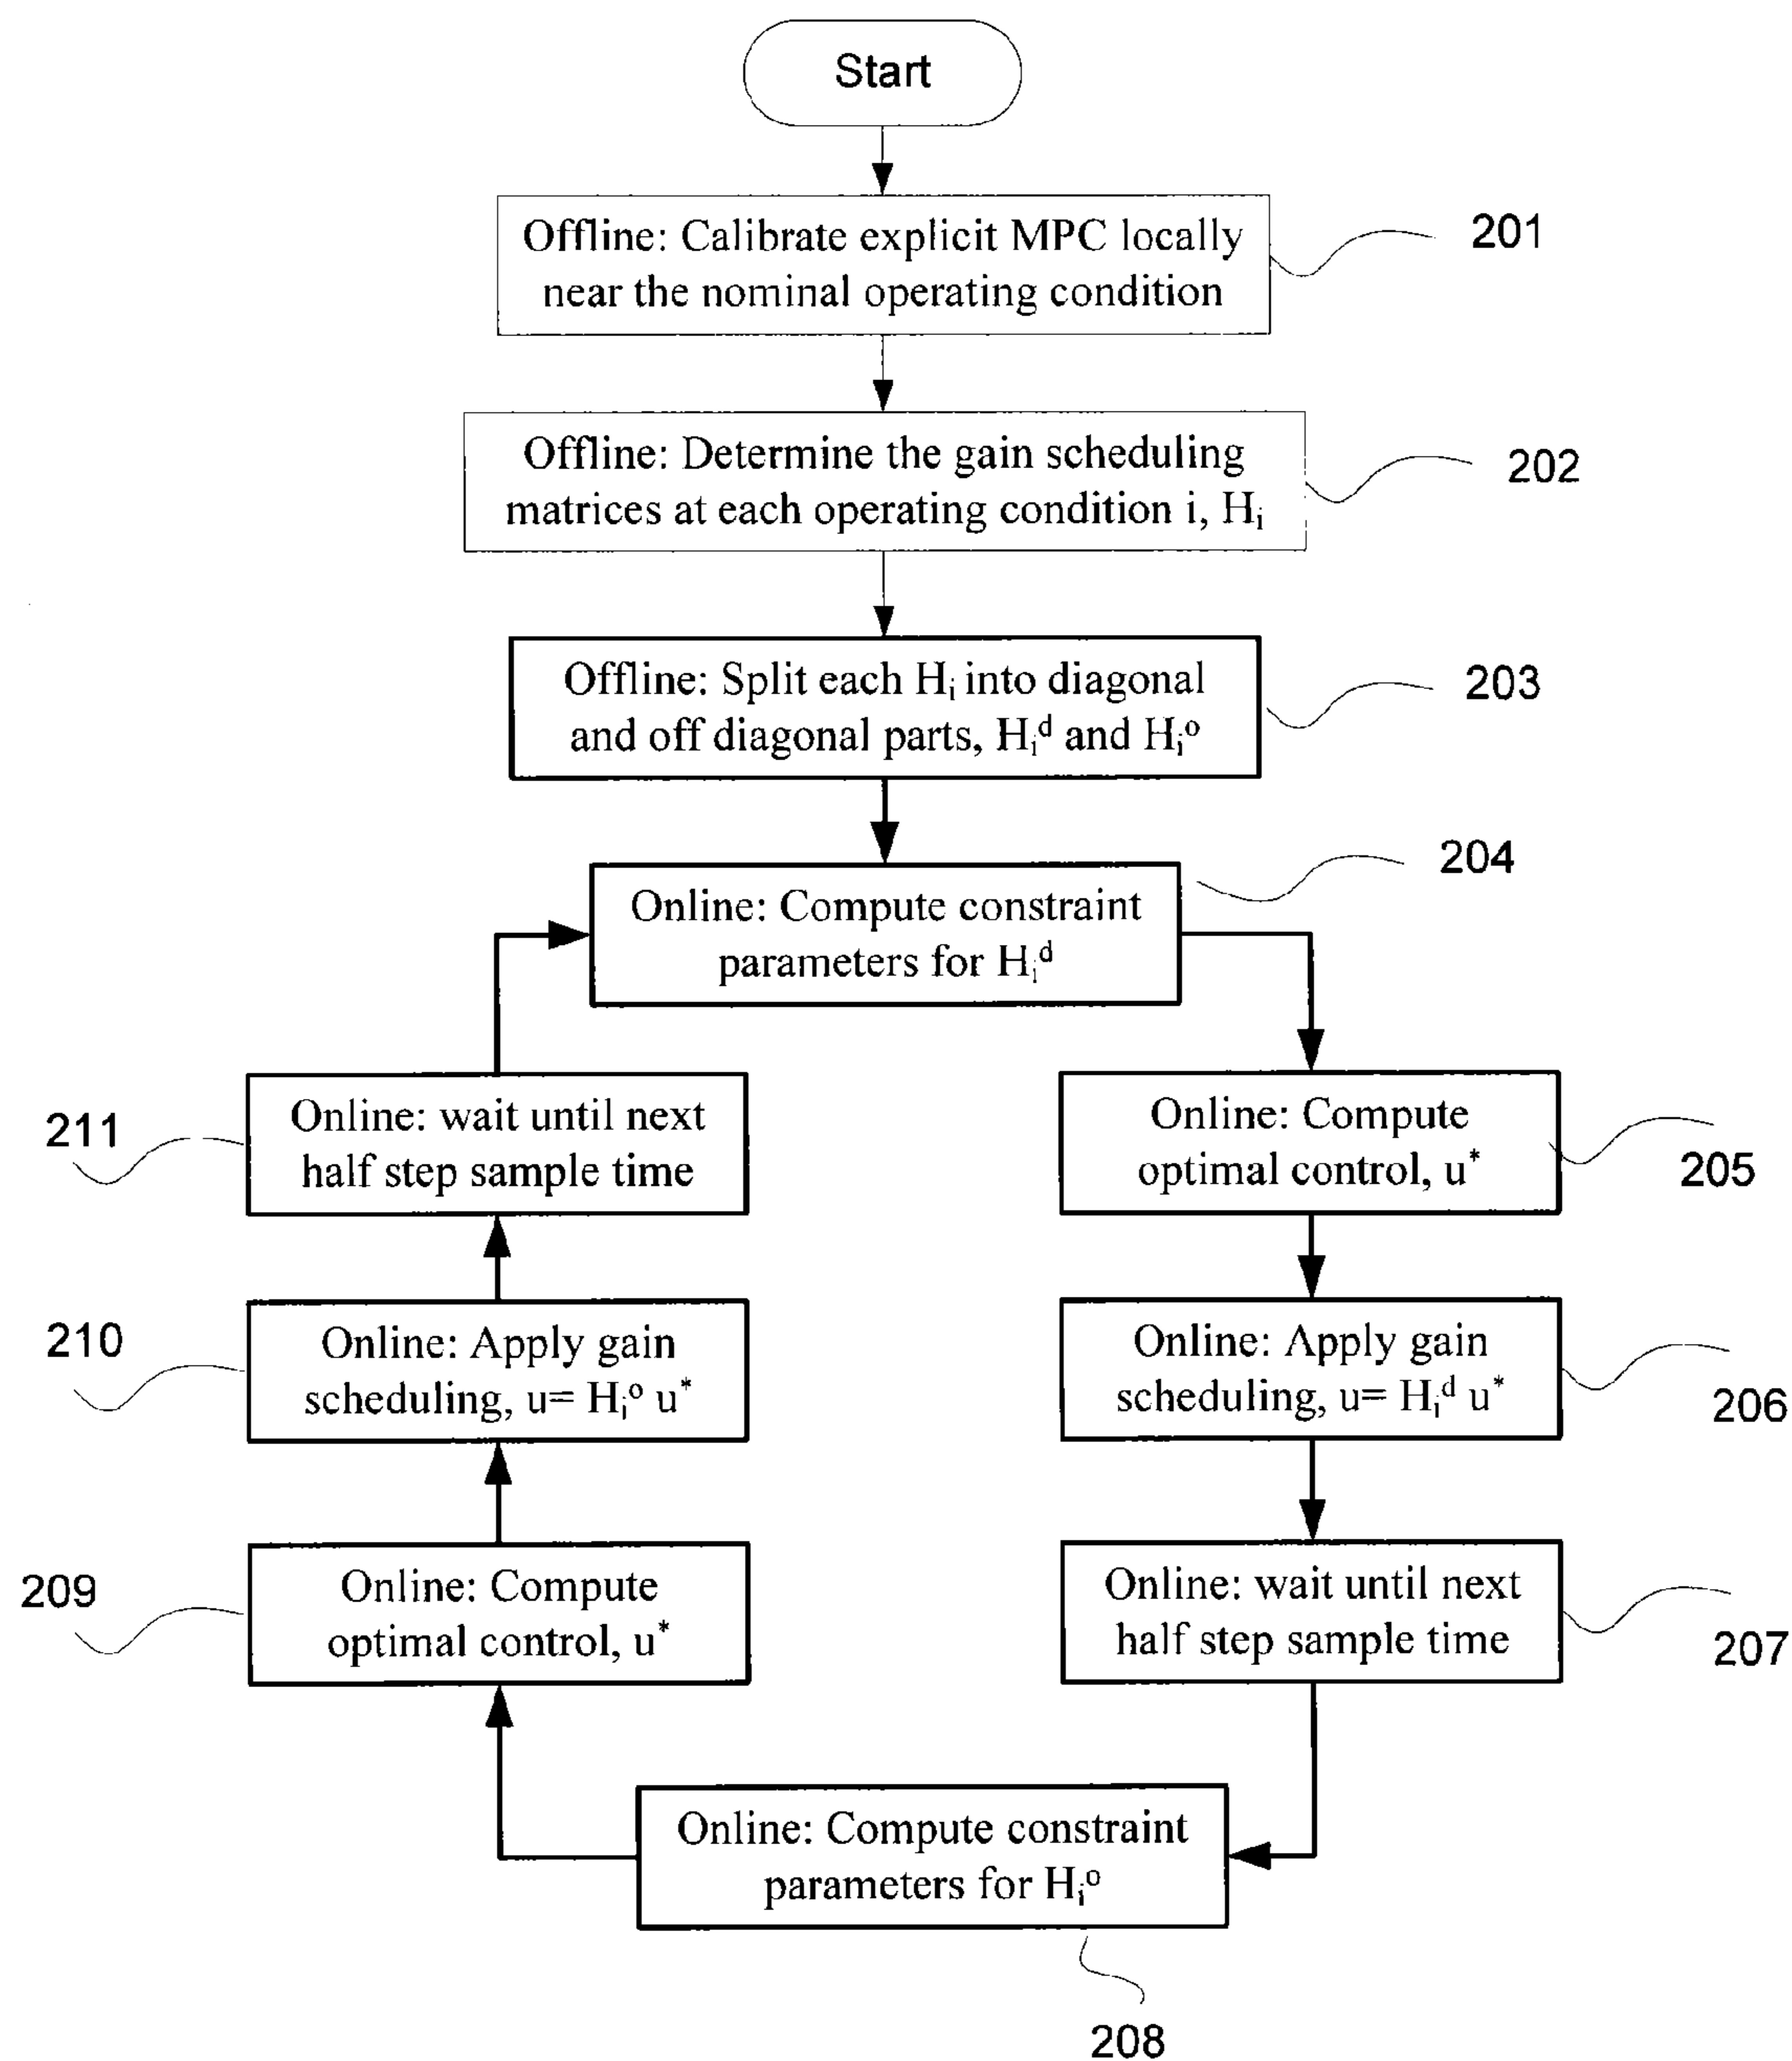 Start
Offline: Calibrate explicit MPC locally
near the nominal operating condition
201
Offline: Determine the gain scheduling
matrices at each operating condition i, Hᵢ
202
Offline: Split each Hᵢ into diagonal
and off diagonal parts, Hᵢᵈ and Hᵢᵒ
203
Online: Compute constraint
parameters for Hᵢᵈ
204
Online: Compute
optimal control, u*
205
Online: Apply gain
scheduling, u= Hᵢᵈ u*
206
Online: wait until next
half step sample time
207
Online: Compute constraint
parameters for Hᵢᵒ
208
Online: Compute
optimal control, u*
209
Online: Apply gain
scheduling, u= Hᵢᵒ u*
210
Online: wait until next
half step sample time
211